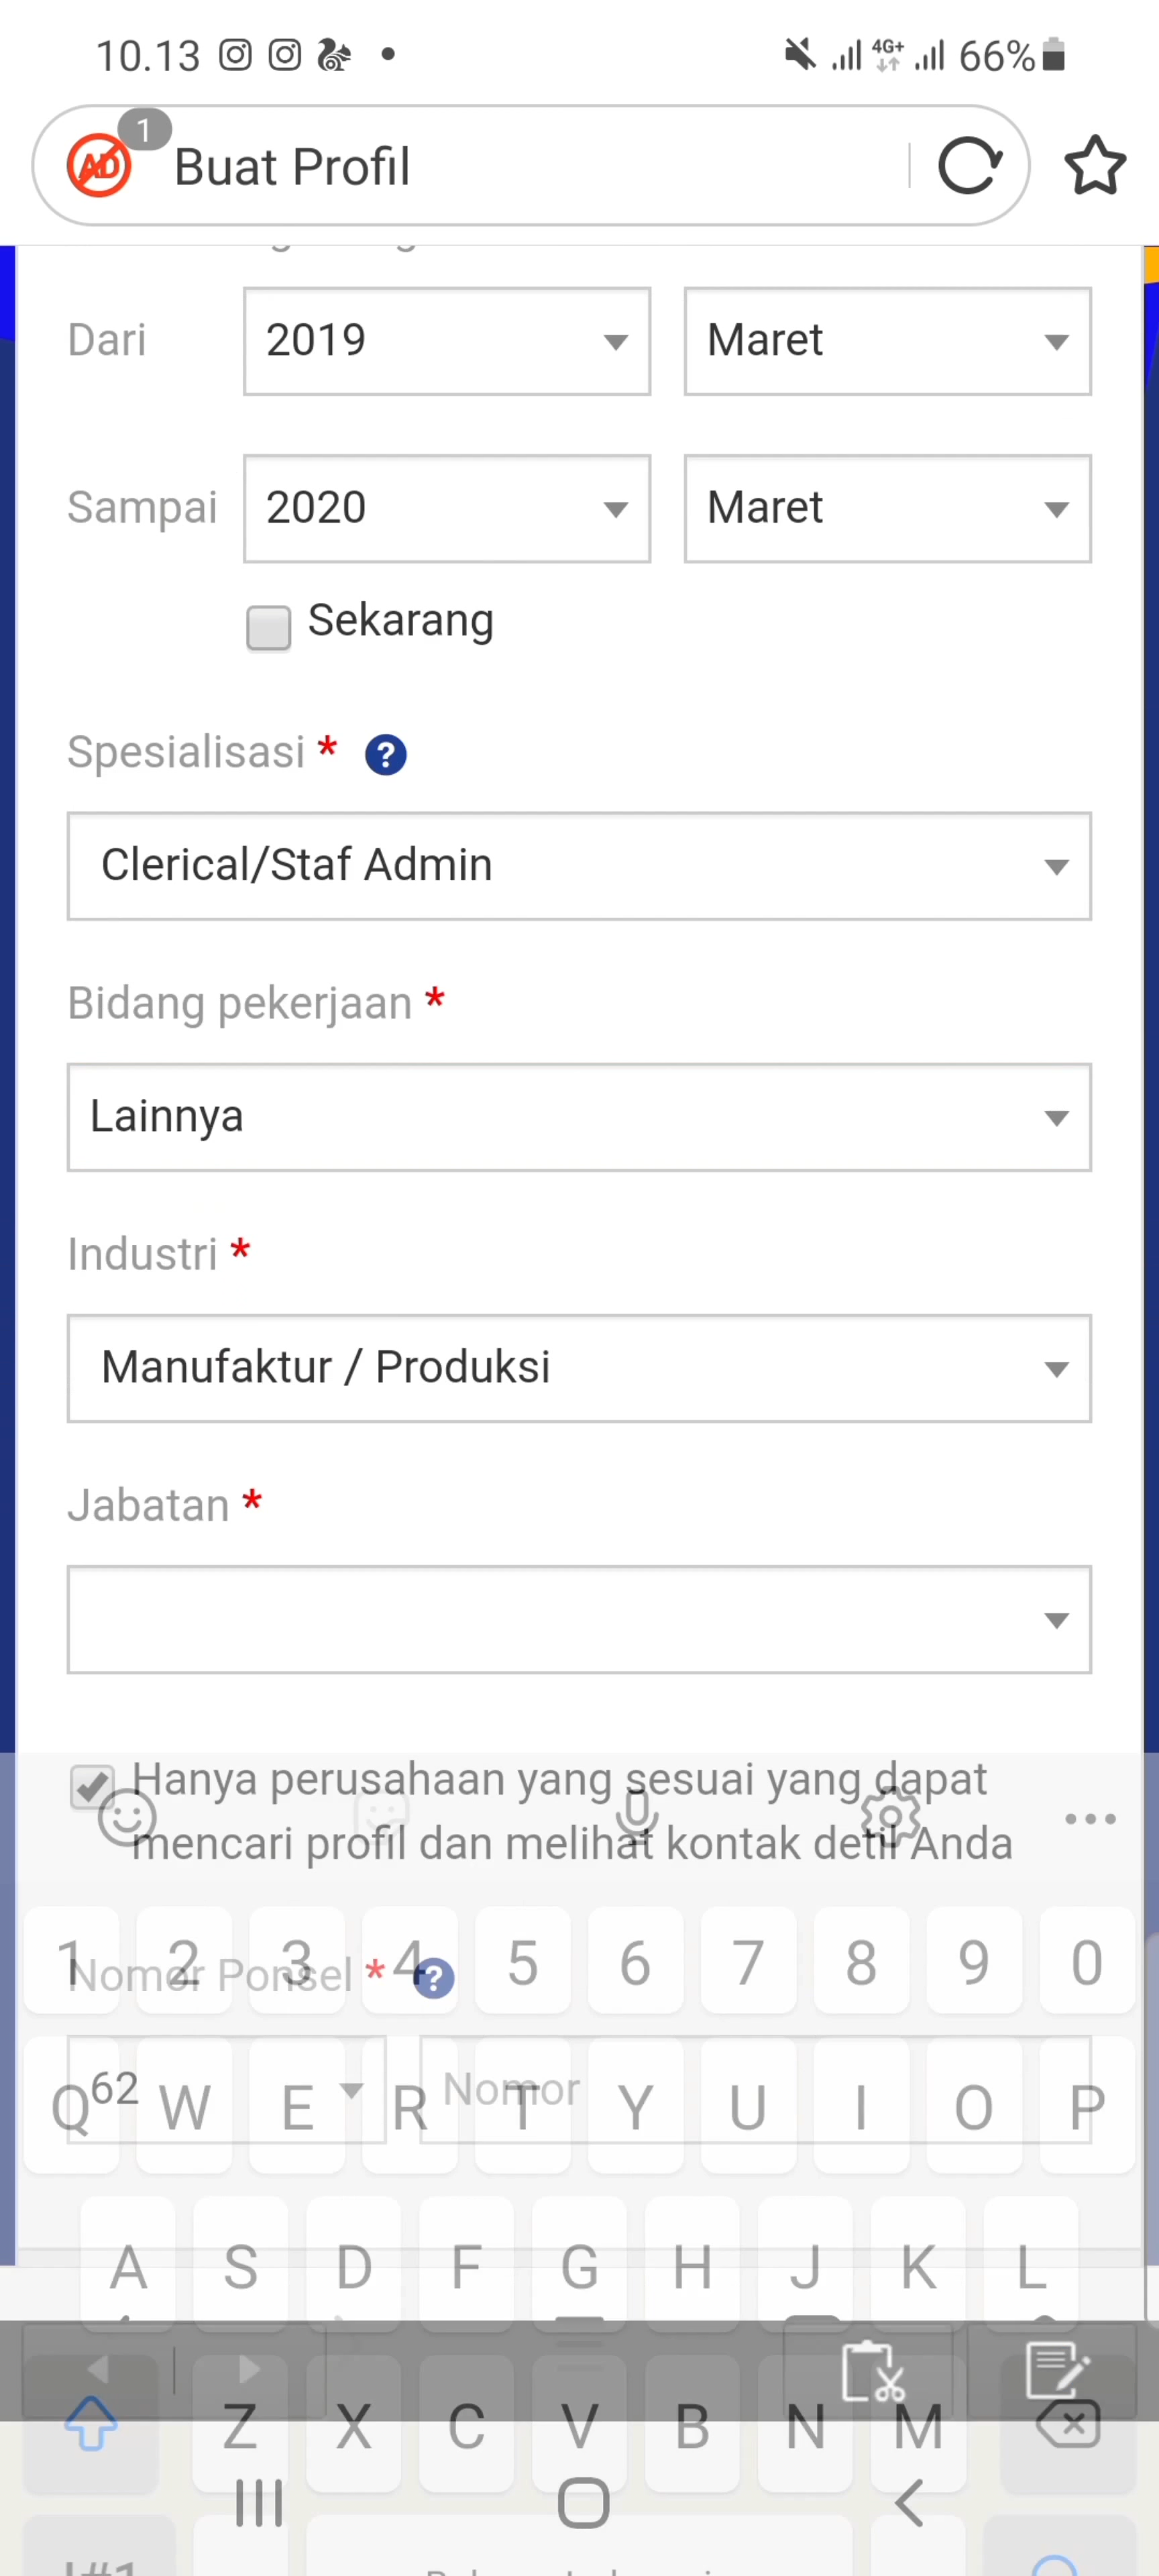 10.13
4G+
66%
AD
1
Buat Profil
Dari
2019
Maret
Sampai
2020
Maret
Sekarang
Spesialisasi * ?
Clerical/Staf Admin
Bidang pekerjaan *
Lainnya
Industri *
Manufaktur / Produksi
Jabatan *
Hanya perusahaan yang sesuai yang dapat
mencari profil dan melihat kontak detil Anda
1 2 3 4 5 6 7 8 9 0
Nomor Ponsel * ?
62
Nomor
Q W E R T Y U I O P
A S D F G H J K L
Z X C V B N M